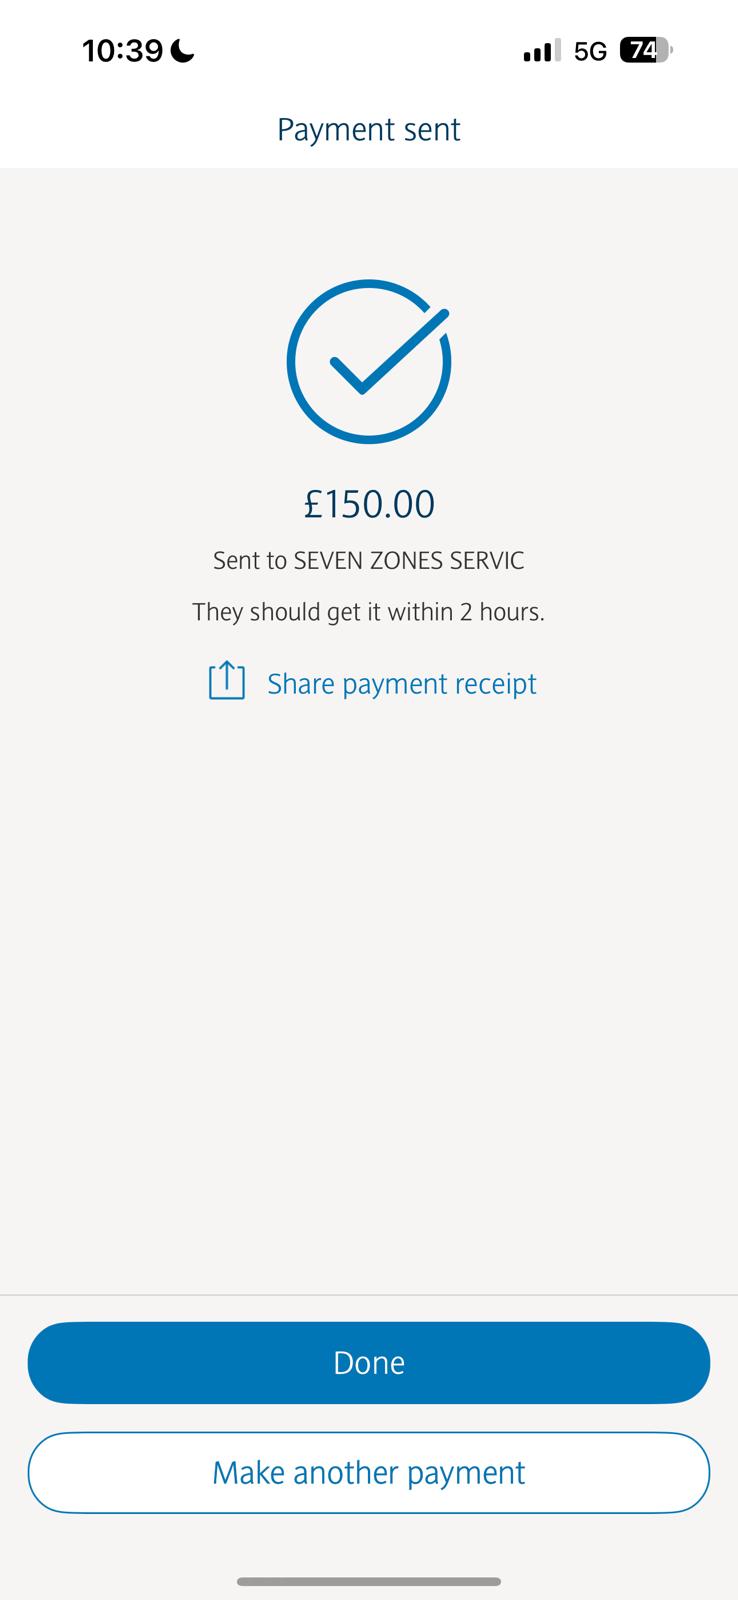 10:39
5G
74
Payment sent
£150.00
Sent to SEVEN ZONES SERVIC
They should get it within 2 hours.
Share payment receipt
Done
Make another payment